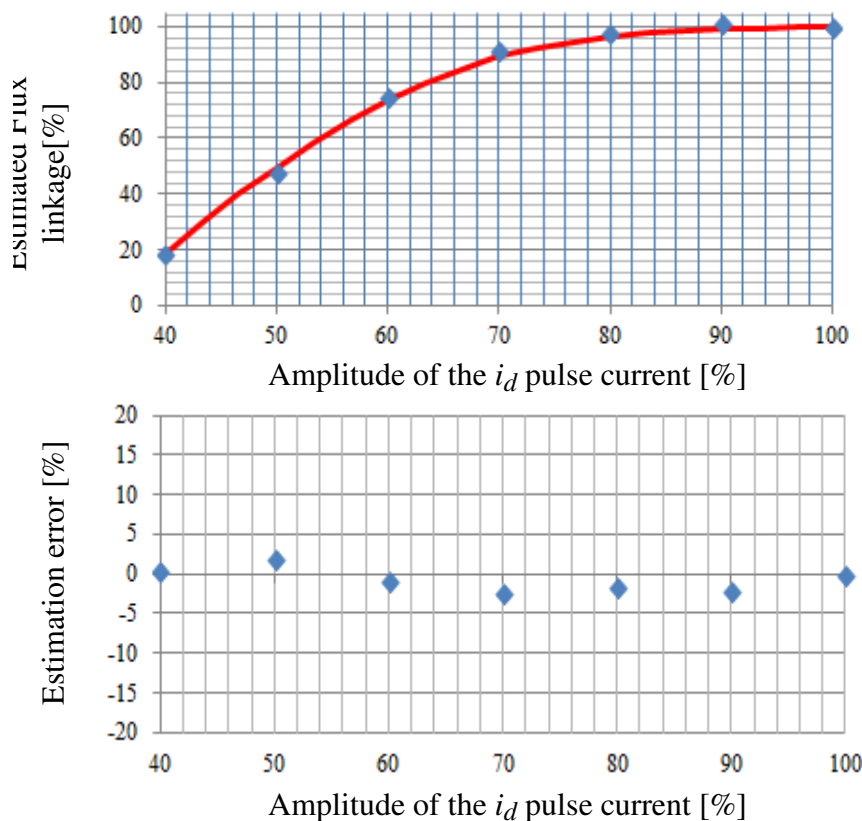 Estimated Flux
linkage[%]
100
80
60
40
20
0
40 50 60 70 80 90 100
Amplitude of the i_d pulse current [%]
Estimation error [%]
20
15
10
5
0
-5
-10
-15
-20
40 50 60 70 80 90 100
Amplitude of the i_d pulse current [%]